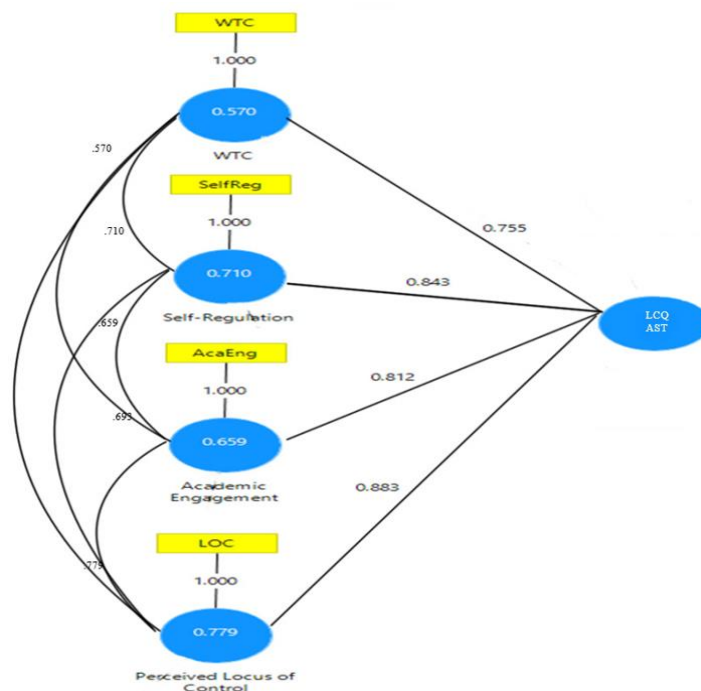 WTC
1.000
0.570
WTC
.570
SelfReg
1.000
.710
0.755
0.710
0.843
Self-Regulation
LCQ
AST
.659
AcaEng
1.000
0.812
.693
0.659
Academic
Engagement
0.883
LOC
1.000
.779
0.779
Perceived Locus of
Control